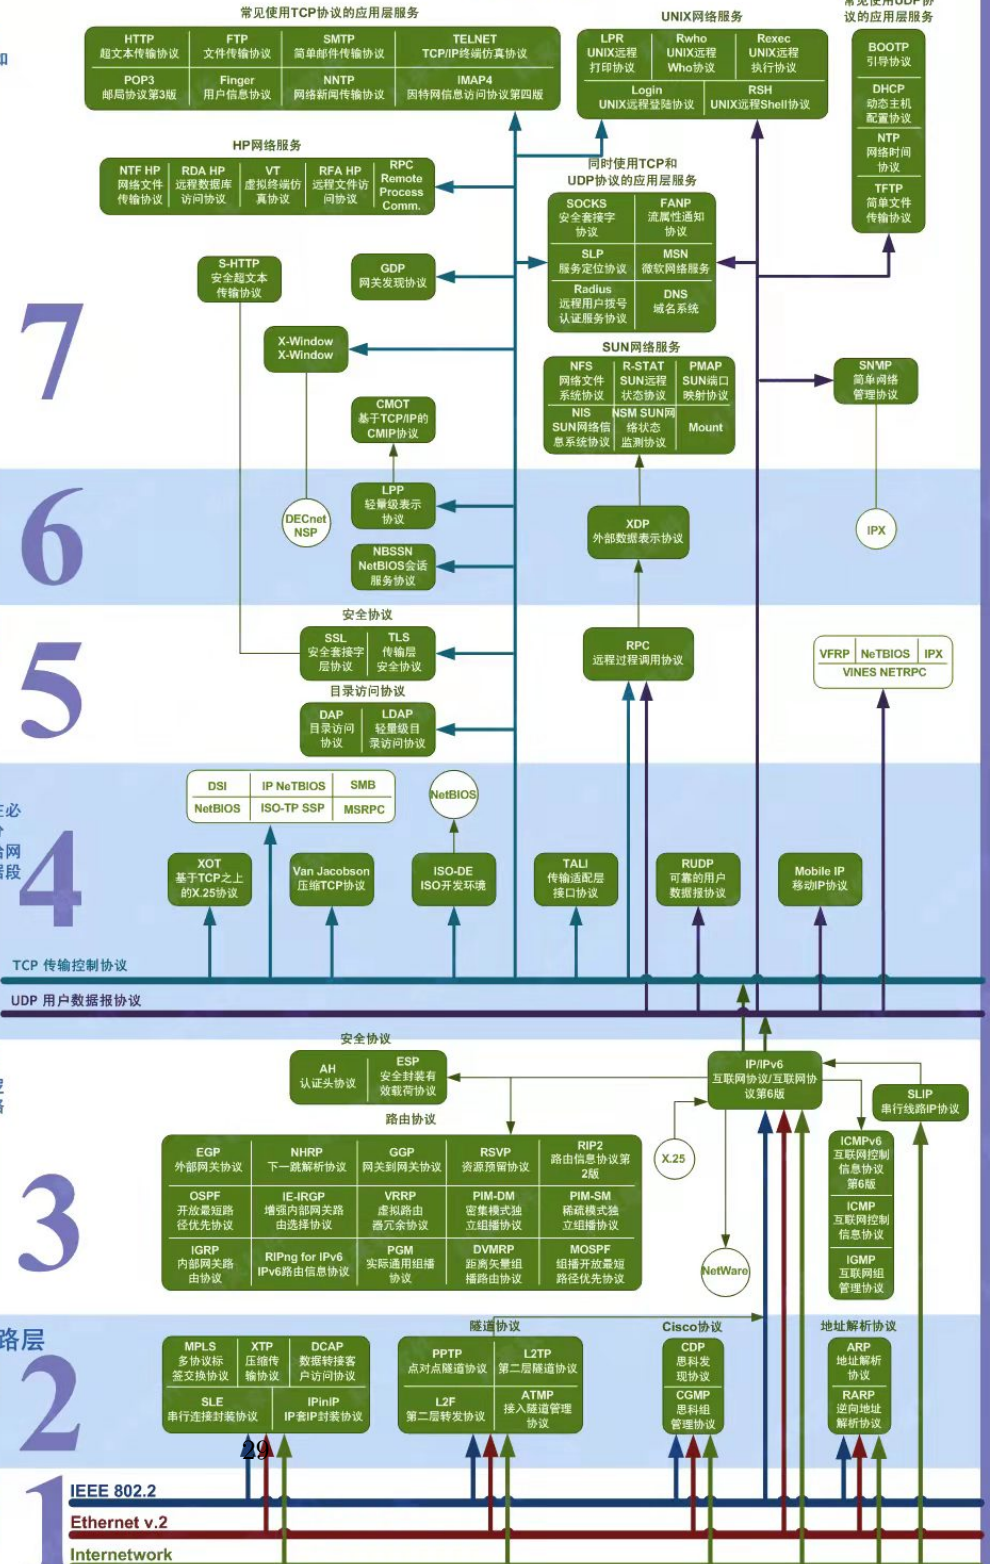 常见使用TCP协议的应用层服务
HTTP
超文本传输协议
FTP
文件传输协议
SMTP
简单邮件传输协议
TELNET
TCP/IP终端仿真协议
POP3
邮局协议第3版
Finger
用户信息协议
NNTP
网络新闻传输协议
IMAP4
因特网信息访问协议第四版
UNIX网络服务
LPR
UNIX远程
打印协议
Rwho
UNIX远程
Who协议
Rexec
UNIX远程
执行协议
Login
UNIX远程登陆协议
RSH
UNIX远程Shell协议
常见使用UDP协
议的应用层服务
BOOTP
引导协议
DHCP
动态主机
配置协议
NTP
网络时间
协议
TFTP
简单文件
传输协议
HP网络服务
NTF HP
网络文件
传输协议
RDA HP
远程数据库
访问协议
VT
虚拟终端仿
真协议
RFA HP
远程文件访
问协议
RPC
Remote
Process
Comm.
同时使用TCP和
UDP协议的应用层服务
SOCKS
安全套接字
协议
FANP
流属性通知
协议
SLP
服务定位协议
MSN
微软网络服务
Radius
远程用户拨号
认证服务协议
DNS
域名系统
S-HTTP
安全超文本
传输协议
GDP
网关发现协议
7
X-Window
X-Window
SUN网络服务
NFS
网络文件
系统协议
R-STAT
SUN远程
状态协议
PMAP
SUN端口
映射协议
NIS
SUN网络信
息系统协议
NSM SUN网
络状态
监测协议
Mount
SNMP
简单网络
管理协议
CMOT
基于TCP/IP的
CMIP协议
6
DECnet
NSP
LPP
轻量级表示
协议
XDP
外部数据表示协议
IPX
NBSSN
NetBIOS会话
服务协议
5
安全协议
SSL
安全套接字
层协议
TLS
传输层
安全协议
RPC
远程过程调用协议
VFRP
NeTBIOS
IPX
VINES NETRPC
目录访问协议
DAP
目录访问
协议
LDAP
轻量级目
录访问协议
4
DSI
IP NeTBIOS
SMB
NetBIOS
ISO-TP SSP
MSRPC
NetBIOS
XOT
基于TCP之上
的X.25协议
Van Jacobson
压缩TCP协议
ISO-DE
ISO开发环境
TALI
传输适配层
接口协议
RUDP
可靠的用户
数据报协议
Mobile IP
移动IP协议
TCP 传输控制协议
UDP 用户数据报协议
3
安全协议
AH
认证头协议
ESP
安全封装有
效载荷协议
IP/IPv6
互联网协议/互联网协
议第6版
SLIP
串行线路IP协议
路由协议
EGP
外部网关协议
NHRP
下一跳解析协议
GGP
网关到网关协议
RSVP
资源预留协议
RIP2
路由信息协议第
2版
OSPF
开放最短路
径优先协议
IE-IRGP
增强内部网关路
由选择协议
VRRP
虚拟路由
器冗余协议
PIM-DM
密集模式独
立组播协议
PIM-SM
稀疏模式独
立组播协议
IGRP
内部网关路
由协议
RIPng for IPv6
IPv6路由信息协议
PGM
实际通用组播
协议
DVMRP
距离矢量组
播路由协议
MOSPF
组播开放最短
路径优先协议
X.25
NetWare
ICMPv6
互联网控制
信息协议
第6版
ICMP
互联网控制
信息协议
IGMP
互联网组
管理协议
路层
2
MPLS
多协议标
签交换协议
XTP
压缩传
输协议
DCAP
数据转接客
户访问协议
SLE
串行连接封装协议
IPinIP
IP套IP封装协议
隧道协议
PPTP
点对点隧道协议
L2TP
第二层隧道协议
L2F
第二层转发协议
ATMP
接入隧道管理
协议
Cisco协议
CDP
思科发
现协议
CGMP
思科组
管理协议
地址解析协议
ARP
地址解析
协议
RARP
逆向地址
解析协议
29
1
IEEE 802.2
Ethernet v.2
Internetwork